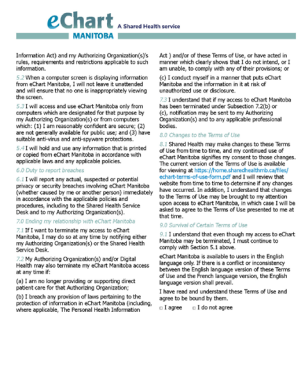 eChart
MANITOBA
A Shared Health service
Information Act) and my Authorizing Organization(s)'s
rules, requirements and restrictions applicable to such
information.
5.2 When a computer screen is displaying information
from eChart Manitoba, I will not leave it unattended
and will ensure that no one is inappropriately viewing
the screen.
5.3 I will access and use eChart Manitoba only from
computers which are designated for that purpose by
my Authorizing Organization(s) or from computers
which: (1) I am reasonably confident are secure; (2)
are not generally available for public use; and (3) have
suitable anti-virus and anti-spyware protections.
5.4 I will hold and use any information that is printed
or copied from eChart Manitoba in accordance with
applicable laws and any applicable policies.
6.0 Duty to report breaches
6.1 I will report any actual, suspected or potential
privacy or security breaches involving eChart Manitoba
(whether caused by me or another person) immediately
in accordance with the applicable policies and
procedures, including to the Shared Health Service
Desk and to my Authorizing Organization(s).
7.0 Ending my relationship with eChart Manitoba
7.1 If I want to terminate my access to eChart
Manitoba, I may do so at any time by notifying either
my Authorizing Organization(s) or the Shared Health
Service Desk.
7.2 My Authorizing Organization(s) and/or Digital
Health may also terminate my eChart Manitoba access
at any time if:
(a) I am no longer providing or supporting direct
patient care for that Authorizing Organization;
(b) I breach any provision of laws pertaining to the
protection of information in eChart Manitoba (including,
where applicable, The Personal Health Information
Act ) and/or of these Terms of Use, or have acted in
manner which clearly shows that I do not intend, or I
am unable, to comply with any of their provisions; or
(c) I conduct myself in a manner that puts eChart
Manitoba and the information in it at risk of
unauthorized use or disclosure.
7.3 I understand that if my access to eChart Manitoba
has been terminated under Subsection 7.2(b) or
(c), notification may be sent to my Authorizing
Organization(s) and to any applicable professional
bodies.
8.0 Changes to the Terms of Use
8.1 Shared Health may make changes to these Terms
of Use from time to time, and my continued use of
eChart Manitoba signifies my consent to those changes.
The current version of the Terms of Use is available
for viewing at https://home.sharedhealthmb.ca/files/
echart-terms-of-use-form.pdf and I will review that
website from time to time to determine if any changes
have occurred. In addition, I understand that changes
to the Terms of Use may be brought to my attention
upon access to eChart Manitoba, in which case I will be
asked to agree to the Terms of Use presented to me at
that time.
9.0 Survival of Certain Terms of Use
9.1 I understand that even though my access to eChart
Manitoba may be terminated, I must continue to
comply with Section 5.1 above.
eChart Manitoba is available to users in the English
language only. If there is a conflict or inconsistency
between the English language version of these Terms
of Use and the French language version, the English
language version shall prevail.
I have read and understand these Terms of Use and
agree to be bound by them.
□ I agree □ I do not agree